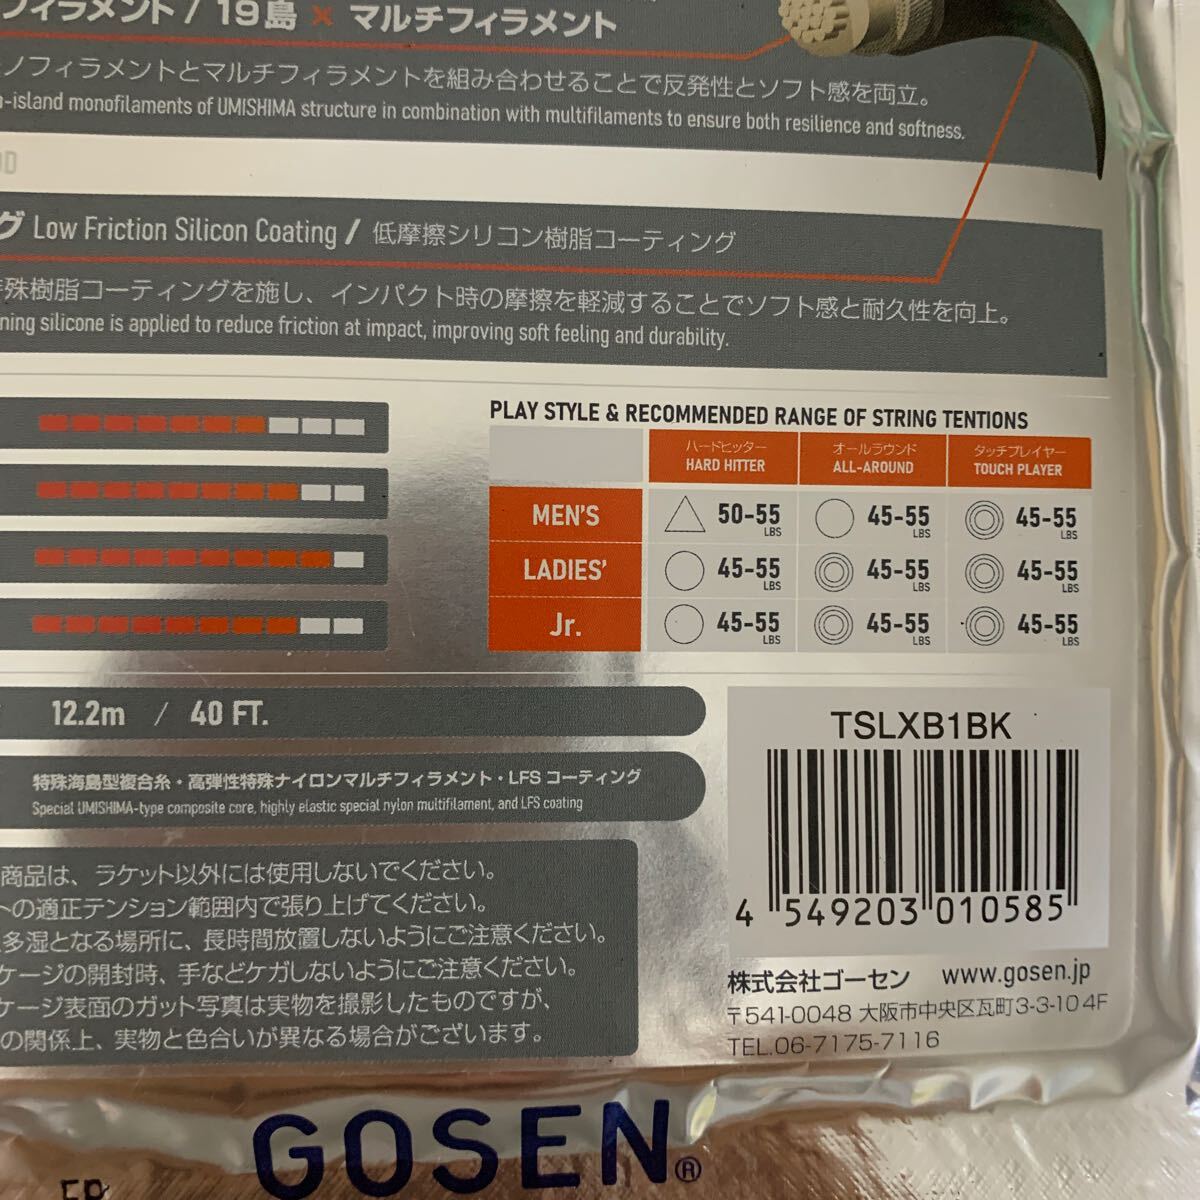 フィラメント / 19島 × マルチフィラメント
ノフィラメントとマルチフィラメントを組み合わせることで反発性とソフト感を両立。
-island monofilaments of UMISHIMA structure in combination with multifilaments to ensure both resilience and softness.
グ Low Friction Silicon Coating / 低摩擦シリコン樹脂コーティング
殊樹脂コーティングを施し、インパクト時の摩擦を軽減することでソフト感と耐久性を向上。
ning silicone is applied to reduce friction at impact, improving soft feeling and durability.
PLAY STYLE & RECOMMENDED RANGE OF STRING TENTIONS
ハードヒッター オールラウンド タッチプレイヤー
HARD HITTER ALL-AROUND TOUCH PLAYER
MEN'S △ 50-55 LBS ○ 45-55 LBS ◎ 45-55 LBS
LADIES' ○ 45-55 LBS ◎ 45-55 LBS ◎ 45-55 LBS
Jr. ○ 45-55 LBS ◎ 45-55 LBS ◎ 45-55 LBS
12.2m / 40 FT.
特殊海島型複合糸・高弾性特殊ナイロンマルチフィラメント・LFS コーティング
Special UMISHIMA-type composite core, highly elastic special nylon multifilament, and LFS coating
商品は、ラケット以外には使用しないでください。
トの適正テンション範囲内で張り上げてください。
多湿となる場所に、長時間放置しないようにご注意ください。
ケージの開封時、手などケガしないようにご注意ください。
ケージ表面のガット写真は実物を撮影したものですが、
の関係上、実物と色合いが異なる場合がございます。
TSLXB1BK
4 549203 010585
株式会社ゴーセン www.gosen.jp
〒541-0048 大阪市中央区瓦町3-3-10 4F
TEL.06-7175-7116
GOSEN®